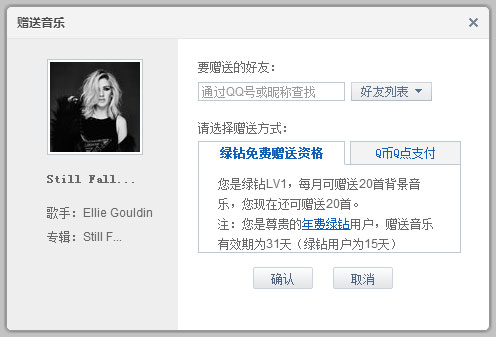 赠送音乐
要赠送的好友：
通过QQ号或昵称查找
好友列表
请选择赠送方式：
绿钻免费赠送资格
Q币Q点支付
您是绿钻LV1，每月可赠送20首背景音
乐，您现在还可赠送20首。
注：您是尊贵的年费绿钻用户，赠送音乐
有效期为31天（绿钻用户为15天）
Still Fall...
歌手：Ellie Gouldin
专辑：Still F...
确认
取消